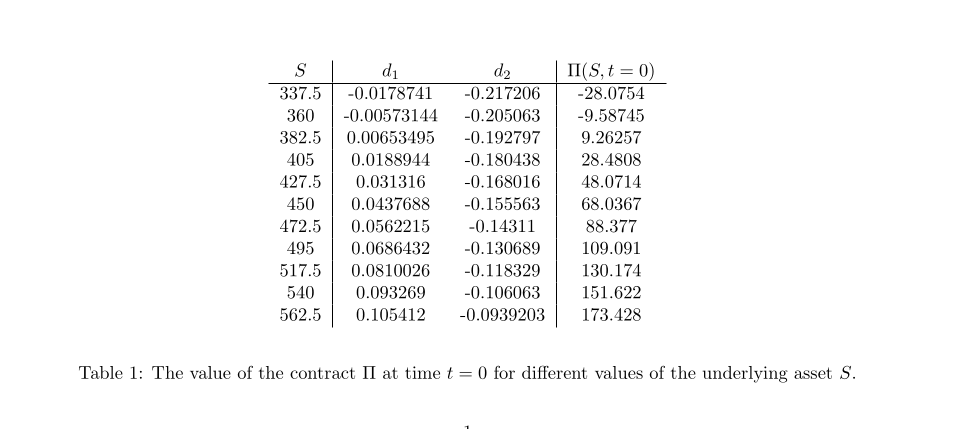 S d₁ d₂ Π(S, t = 0)
337.5 -0.0178741 -0.217206 -28.0754
360 -0.00573144 -0.205063 -9.58745
382.5 0.00653495 -0.192797 9.26257
405 0.0188944 -0.180438 28.4808
427.5 0.031316 -0.168016 48.0714
450 0.0437688 -0.155563 68.0367
472.5 0.0562215 -0.14311 88.377
495 0.0686432 -0.130689 109.091
517.5 0.0810026 -0.118329 130.174
540 0.093269 -0.106063 151.622
562.5 0.105412 -0.0939203 173.428
Table 1: The value of the contract Π at time t = 0 for different values of the underlying asset S.